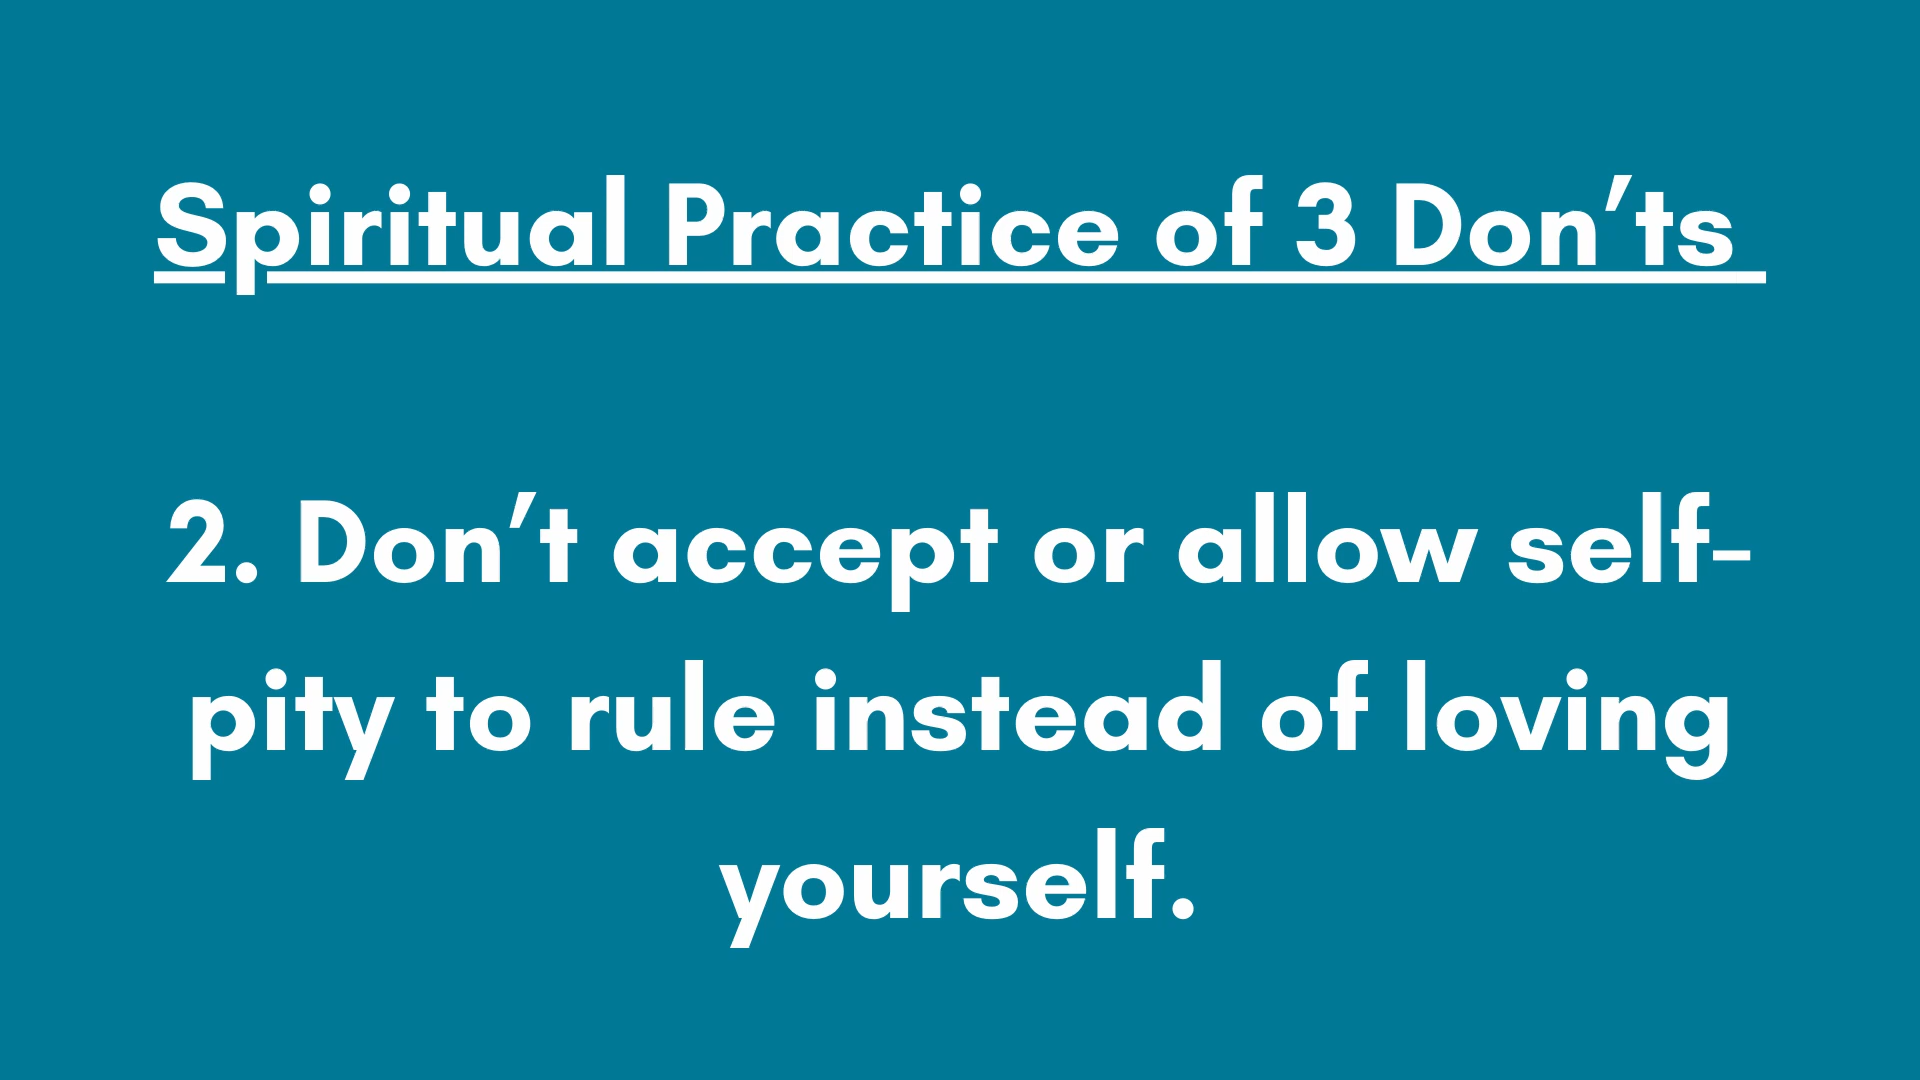 Spiritual Practice of 3 Don’ts
2. Don’t accept or allow self-
pity to rule instead of loving
yourself.